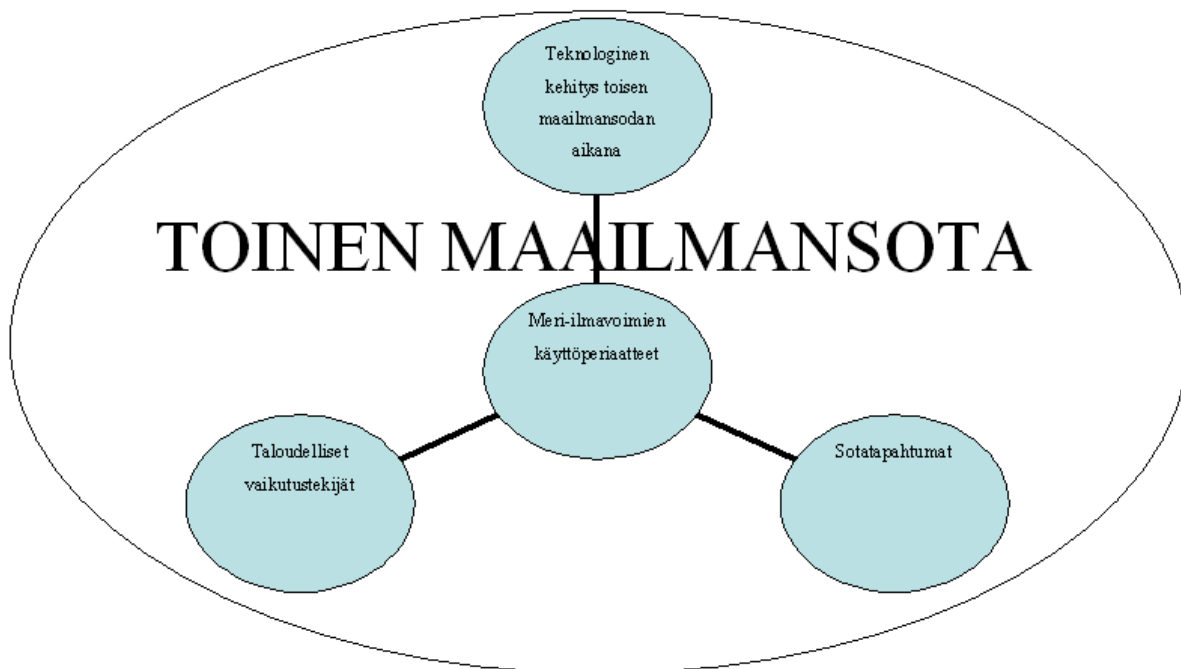 Teknologinen
kehitys toisen
maailmansodan
aikana
TOINEN MAAILMANSOTA
Meri-ilmavoimien
käyttöperiaatteet
Taloudelliset
vaikutustekijät
Sotatapahtumat